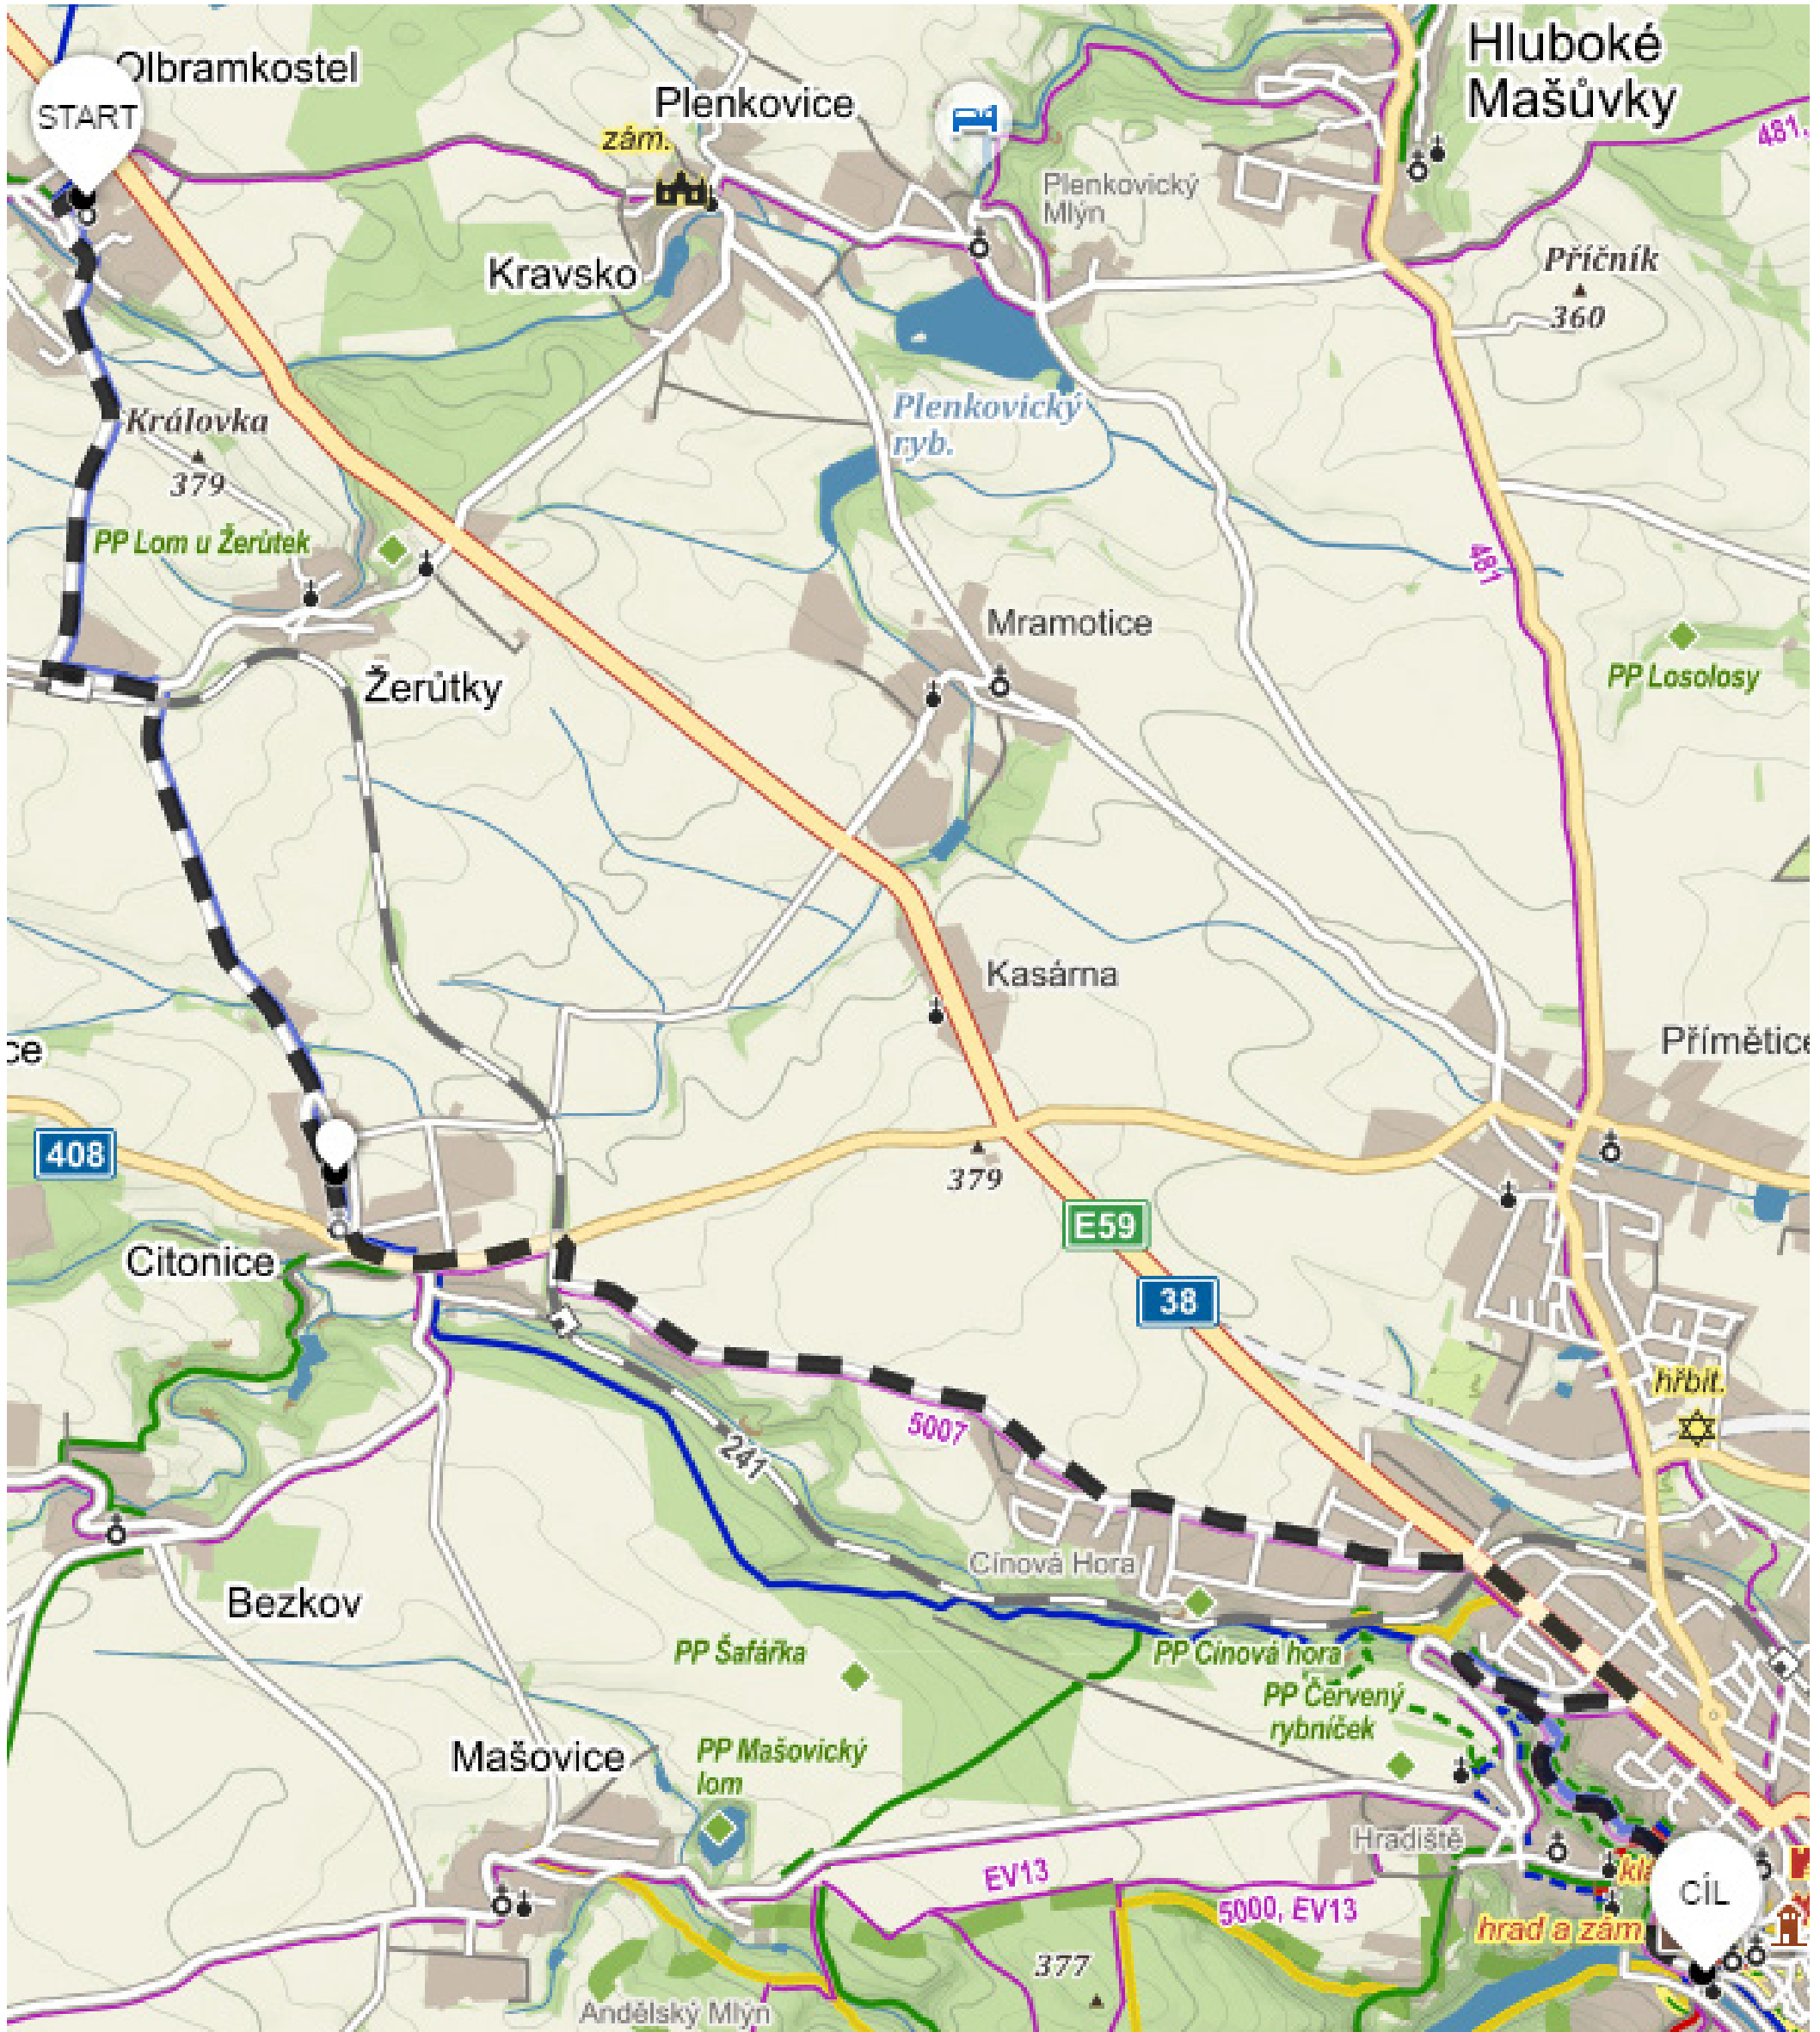 Olbramkostel
START
Plenkovice
zám.
Hluboké
Mašůvky
481,
Plenkovický
Mlýn
Kravsko
Příčník
360
Královka
379
Plenkovický
ryb.
PP Lom u Žerůtek
481
Mramotice
PP Losolosy
Žerůtky
Kasárna
Přímětice
ce
408
379
E59
Citonice
38
hřbit.
5007
241
Cínová Hora
Bezkov
PP Šafářka
PP Cínová hora
PP Červený
rybníček
Mašovice
PP Mašovický
lom
Hradiště
EV13
klá
CÍL
5000, EV13
hrad a zám.
377
Andělský Mlýn